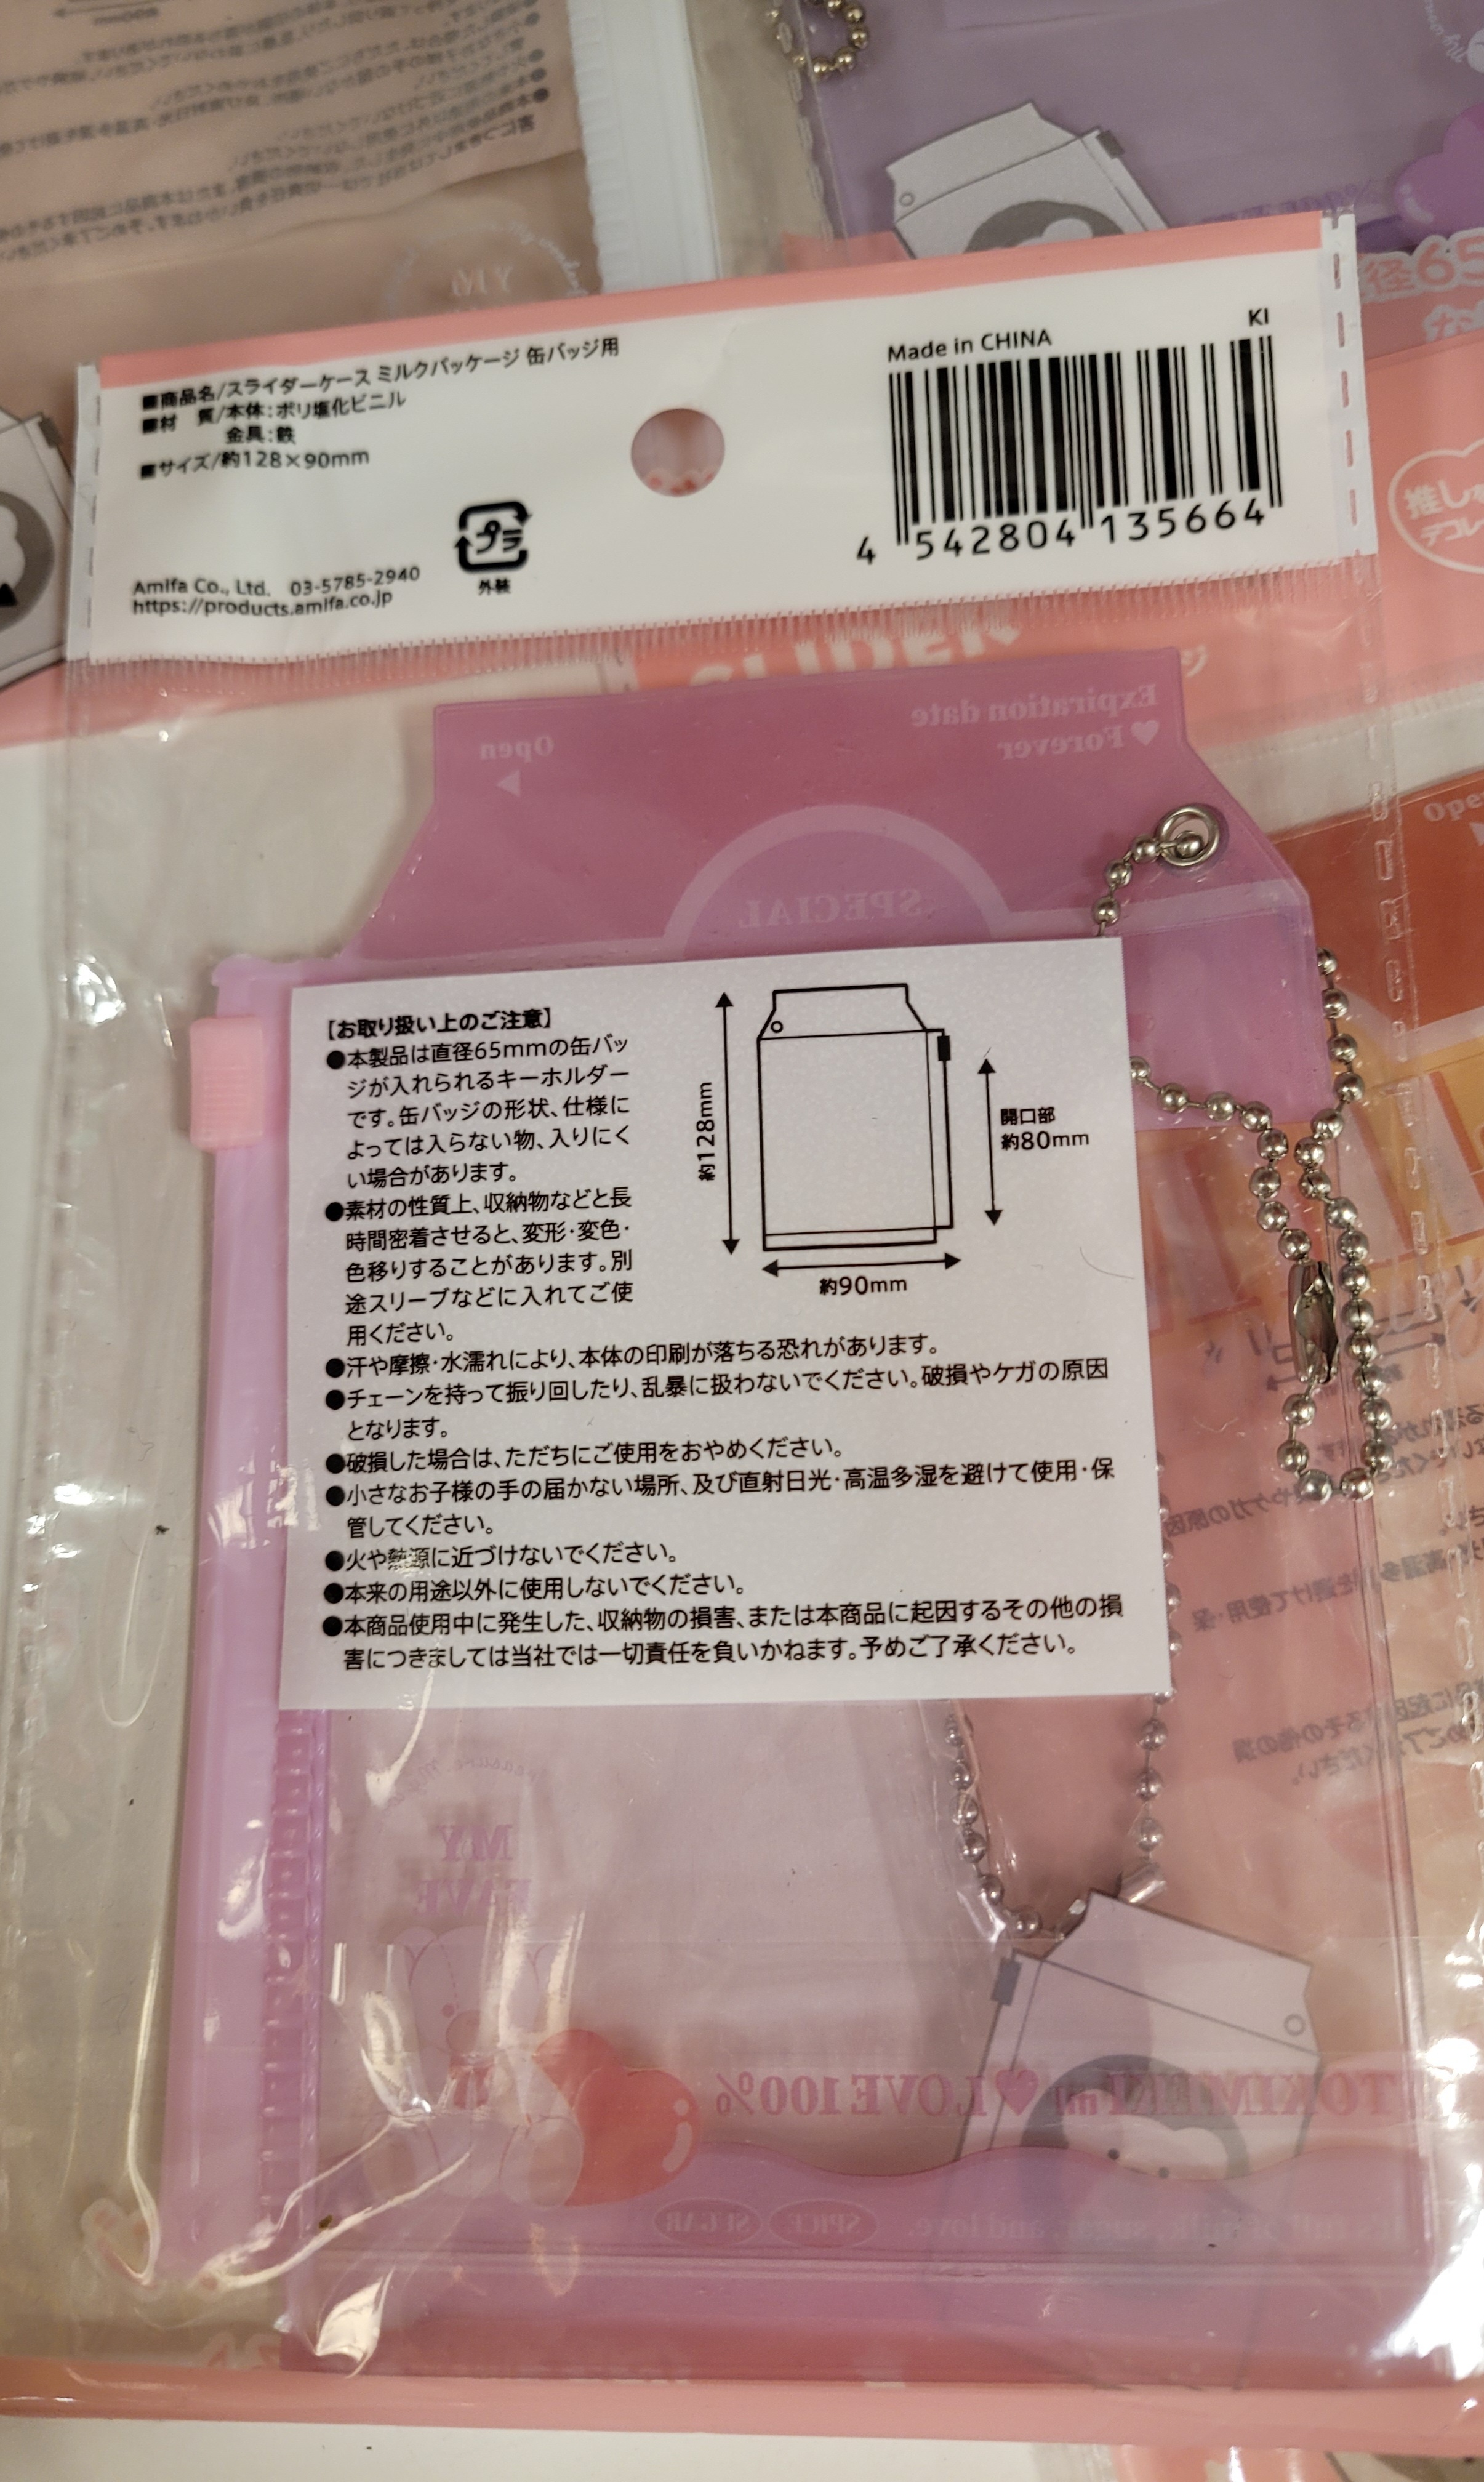 ■商品名/スライダーケース ミルクパッケージ 缶バッジ用
■材　質/本体:ポリ塩化ビニル
金具:鉄
■サイズ/約128×90mm
プラ
外装
Amifa Co., Ltd.　03-5785-2940
https://products.amifa.co.jp
Made in CHINA
KI
4 542804 135664
径65
推し
デコレ
SLIDER
Expiration date
♥Forever
Open
SPECIAL
Ope
【お取り扱い上のご注意】
●本製品は直径65mmの缶バッ
ジが入れられるキーホルダー
です。缶バッジの形状、仕様に
よっては入らない物、入りにく
い場合があります。
●素材の性質上、収納物などと長
時間密着させると、変形・変色・
色移りすることがあります。別
途スリーブなどに入れてご使
用ください。
約128mm
開口部
約80mm
約90mm
●汗や摩擦・水濡れにより、本体の印刷が落ちる恐れがあります。
●チェーンを持って振り回したり、乱暴に扱わないでください。破損やケガの原因
となります。
●破損した場合は、ただちにご使用をおやめください。
●小さなお子様の手の届かない場所、及び直射日光・高温多湿を避けて使用・保
管してください。
●火や熱源に近づけないでください。
●本来の用途以外に使用しないでください。
●本商品使用中に発生した、収納物の損害、または本商品に起因するその他の損
害につきましては当社では一切責任を負いかねます。予めご了承ください。
MY
FAVE
TOKIMEKI ml ♥ LOVE100%
milk, sugar, and love.
SPICE
SUGAR